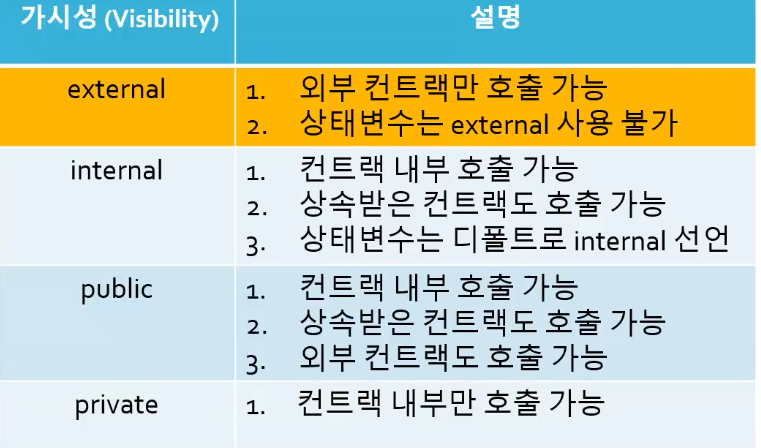 가시성 (Visibility) 설명
external 1. 외부 컨트랙만 호출 가능
2. 상태변수는 external 사용 불가
internal 1. 컨트랙 내부 호출 가능
2. 상속받은 컨트랙도 호출 가능
3. 상태변수는 디폴트로 internal 선언
public 1. 컨트랙 내부 호출 가능
2. 상속받은 컨트랙도 호출 가능
3. 외부 컨트랙도 호출 가능
private 1. 컨트랙 내부만 호출 가능